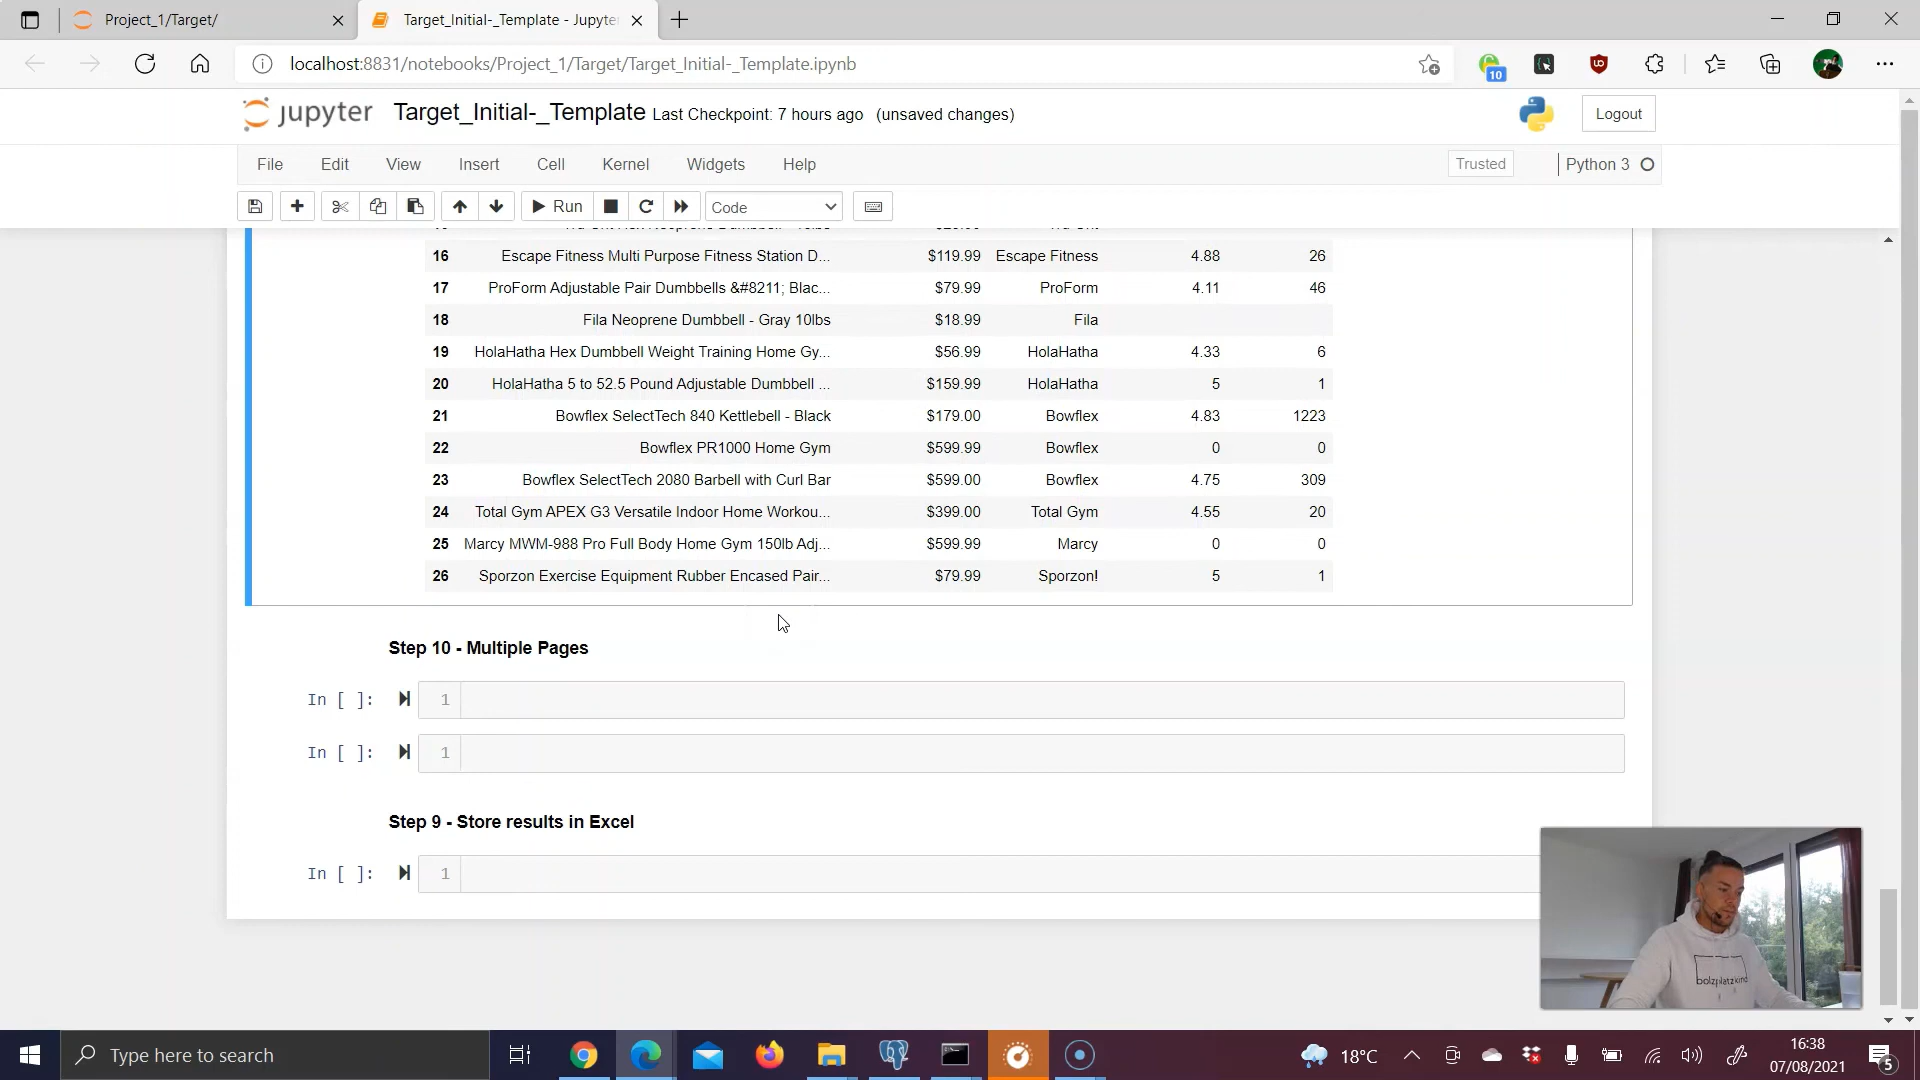 Project_1/Target/
Target_Initial-_Template - Jupyte
localhost:8831/notebooks/Project_1/Target/Target_Initial-_Template.ipynb
10
jupyter Target_Initial-_Template Last Checkpoint: 7 hours ago (unsaved changes)
Logout
File Edit View Insert Cell Kernel Widgets Help
Trusted
Python 3
Run
Code
16 Escape Fitness Multi Purpose Fitness Station D... $119.99 Escape Fitness 4.88 26
17 ProForm Adjustable Pair Dumbbells &#8211; Blac... $79.99 ProForm 4.11 46
18 Fila Neoprene Dumbbell - Gray 10lbs $18.99 Fila
19 HolaHatha Hex Dumbbell Weight Training Home Gy... $56.99 HolaHatha 4.33 6
20 HolaHatha 5 to 52.5 Pound Adjustable Dumbbell ... $159.99 HolaHatha 5 1
21 Bowflex SelectTech 840 Kettlebell - Black $179.00 Bowflex 4.83 1223
22 Bowflex PR1000 Home Gym $599.99 Bowflex 0 0
23 Bowflex SelectTech 2080 Barbell with Curl Bar $599.00 Bowflex 4.75 309
24 Total Gym APEX G3 Versatile Indoor Home Workou... $399.00 Total Gym 4.55 20
25 Marcy MWM-988 Pro Full Body Home Gym 150lb Adj... $599.99 Marcy 0 0
26 Sporzon Exercise Equipment Rubber Encased Pair... $79.99 Sporzon! 5 1
Step 10 - Multiple Pages
In [ ]: 1
In [ ]: 1
Step 9 - Store results in Excel
In [ ]: 1
bolzplatzkind
Type here to search
18°C
16:38
07/08/2021
5